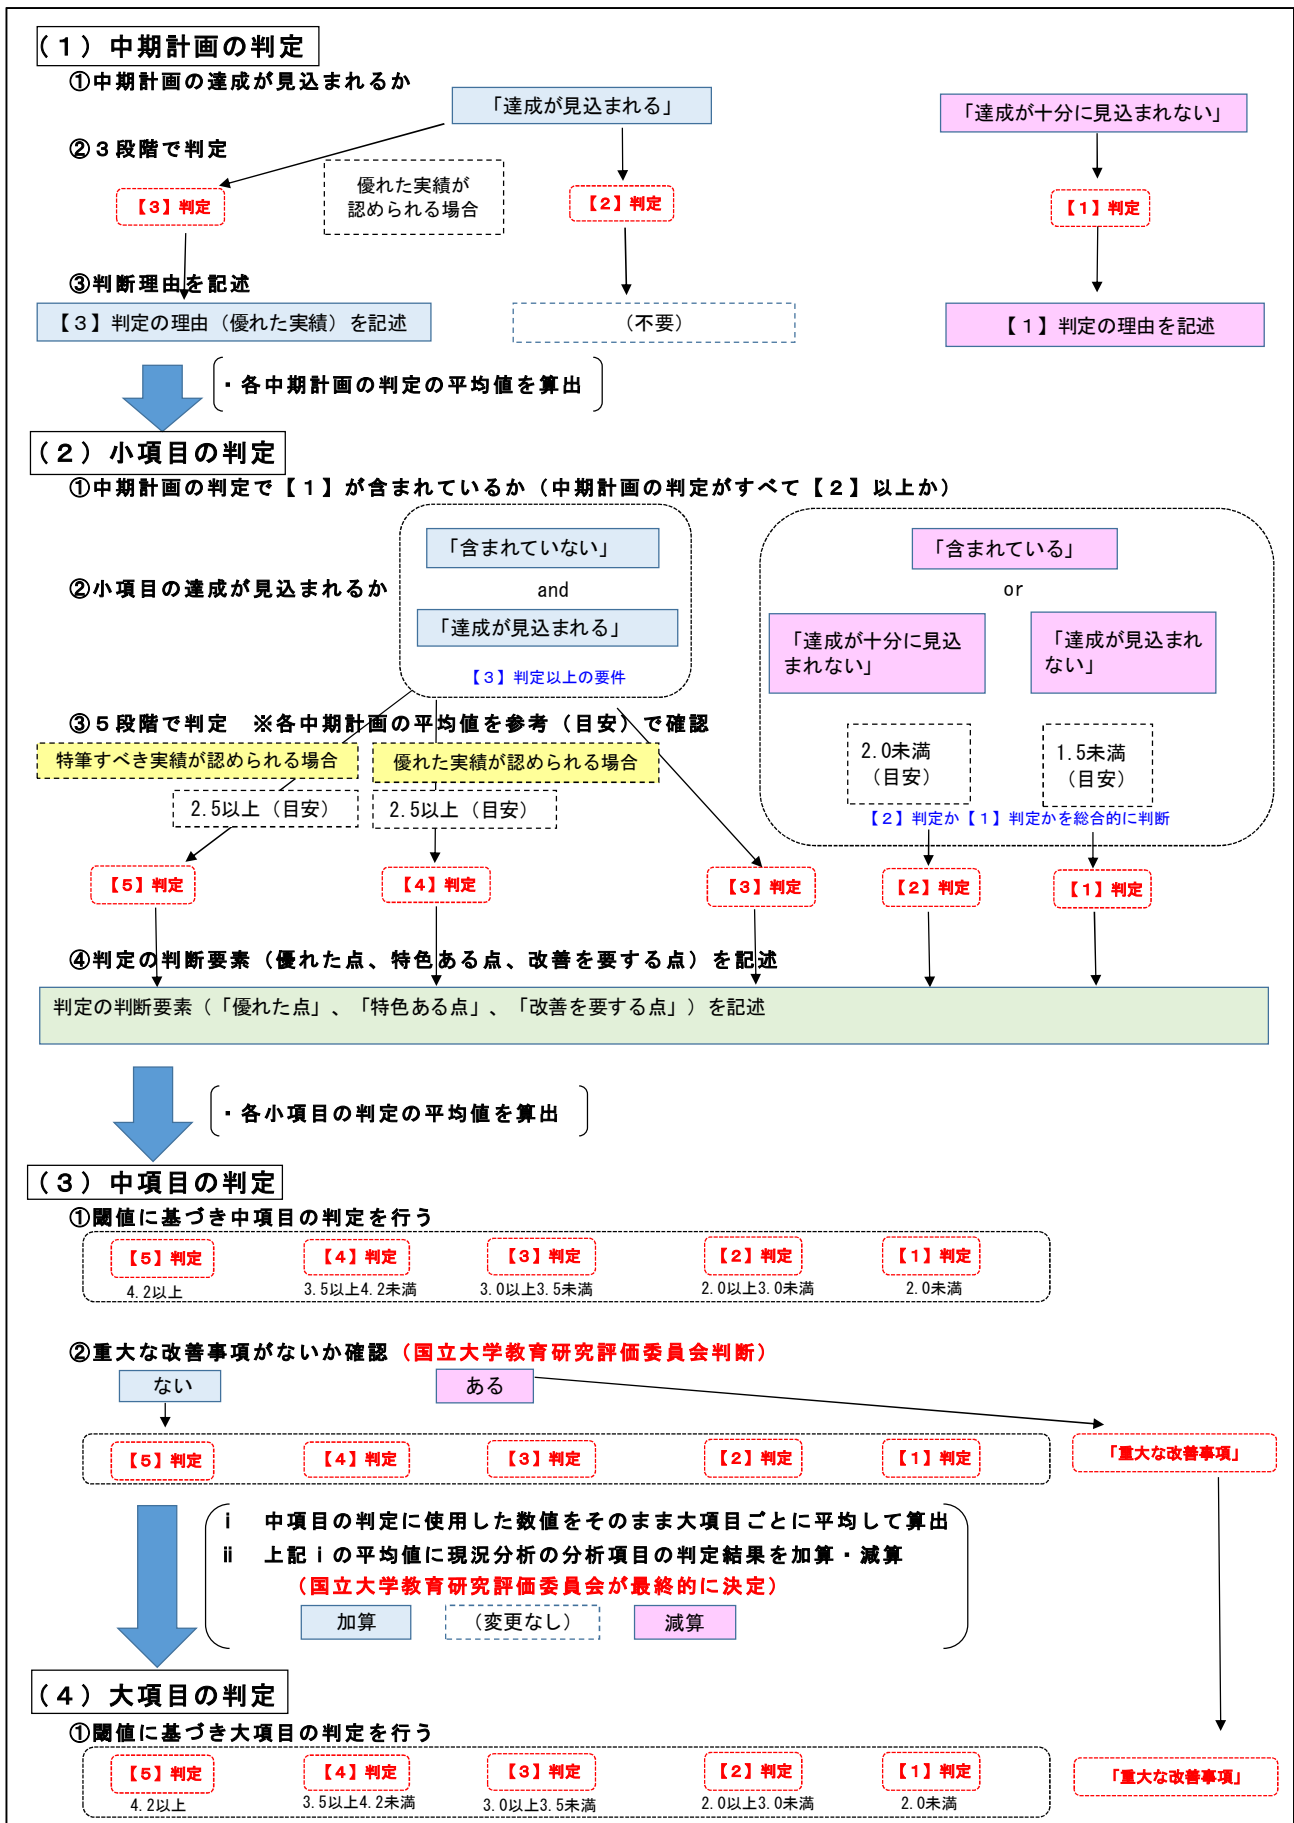 （１）中期計画の判定
①中期計画の達成が見込まれるか
「達成が見込まれる」
「達成が十分に見込まれない」
②３段階で判定
優れた実績が
認められる場合
【３】判定
【２】判定
【１】判定
③判断理由を記述
【３】判定の理由（優れた実績）を記述
（不要）
【１】判定の理由を記述
・各中期計画の判定の平均値を算出
（２）小項目の判定
①中期計画の判定で【１】が含まれているか（中期計画の判定がすべて【２】以上か）
「含まれていない」
「含まれている」
②小項目の達成が見込まれるか
and
or
「達成が見込まれる」
「達成が十分に見込
まれない」
「達成が見込まれ
ない」
【３】判定以上の要件
③５段階で判定　※各中期計画の平均値を参考（目安）で確認
特筆すべき実績が認められる場合
優れた実績が認められる場合
2.0未満
（目安）
1.5未満
（目安）
2.5以上（目安）
2.5以上（目安）
【２】判定か【１】判定かを総合的に判断
【５】判定
【４】判定
【３】判定
【２】判定
【１】判定
④判定の判断要素（優れた点、特色ある点、改善を要する点）を記述
判定の判断要素（「優れた点」、「特色ある点」、「改善を要する点」）を記述
・各小項目の判定の平均値を算出
（３）中項目の判定
①閾値に基づき中項目の判定を行う
【５】判定
【４】判定
【３】判定
【２】判定
【１】判定
4.2以上
3.5以上4.2未満
3.0以上3.5未満
2.0以上3.0未満
2.0未満
②重大な改善事項がないか確認（国立大学教育研究評価委員会判断）
ない
ある
【５】判定
【４】判定
【３】判定
【２】判定
【１】判定
「重大な改善事項」
ⅰ　中項目の判定に使用した数値をそのまま大項目ごとに平均して算出
ⅱ　上記ⅰの平均値に現況分析の分析項目の判定結果を加算・減算
（国立大学教育研究評価委員会が最終的に決定）
加算
（変更なし）
減算
（４）大項目の判定
①閾値に基づき大項目の判定を行う
【５】判定
【４】判定
【３】判定
【２】判定
【１】判定
「重大な改善事項」
4.2以上
3.5以上4.2未満
3.0以上3.5未満
2.0以上3.0未満
2.0未満